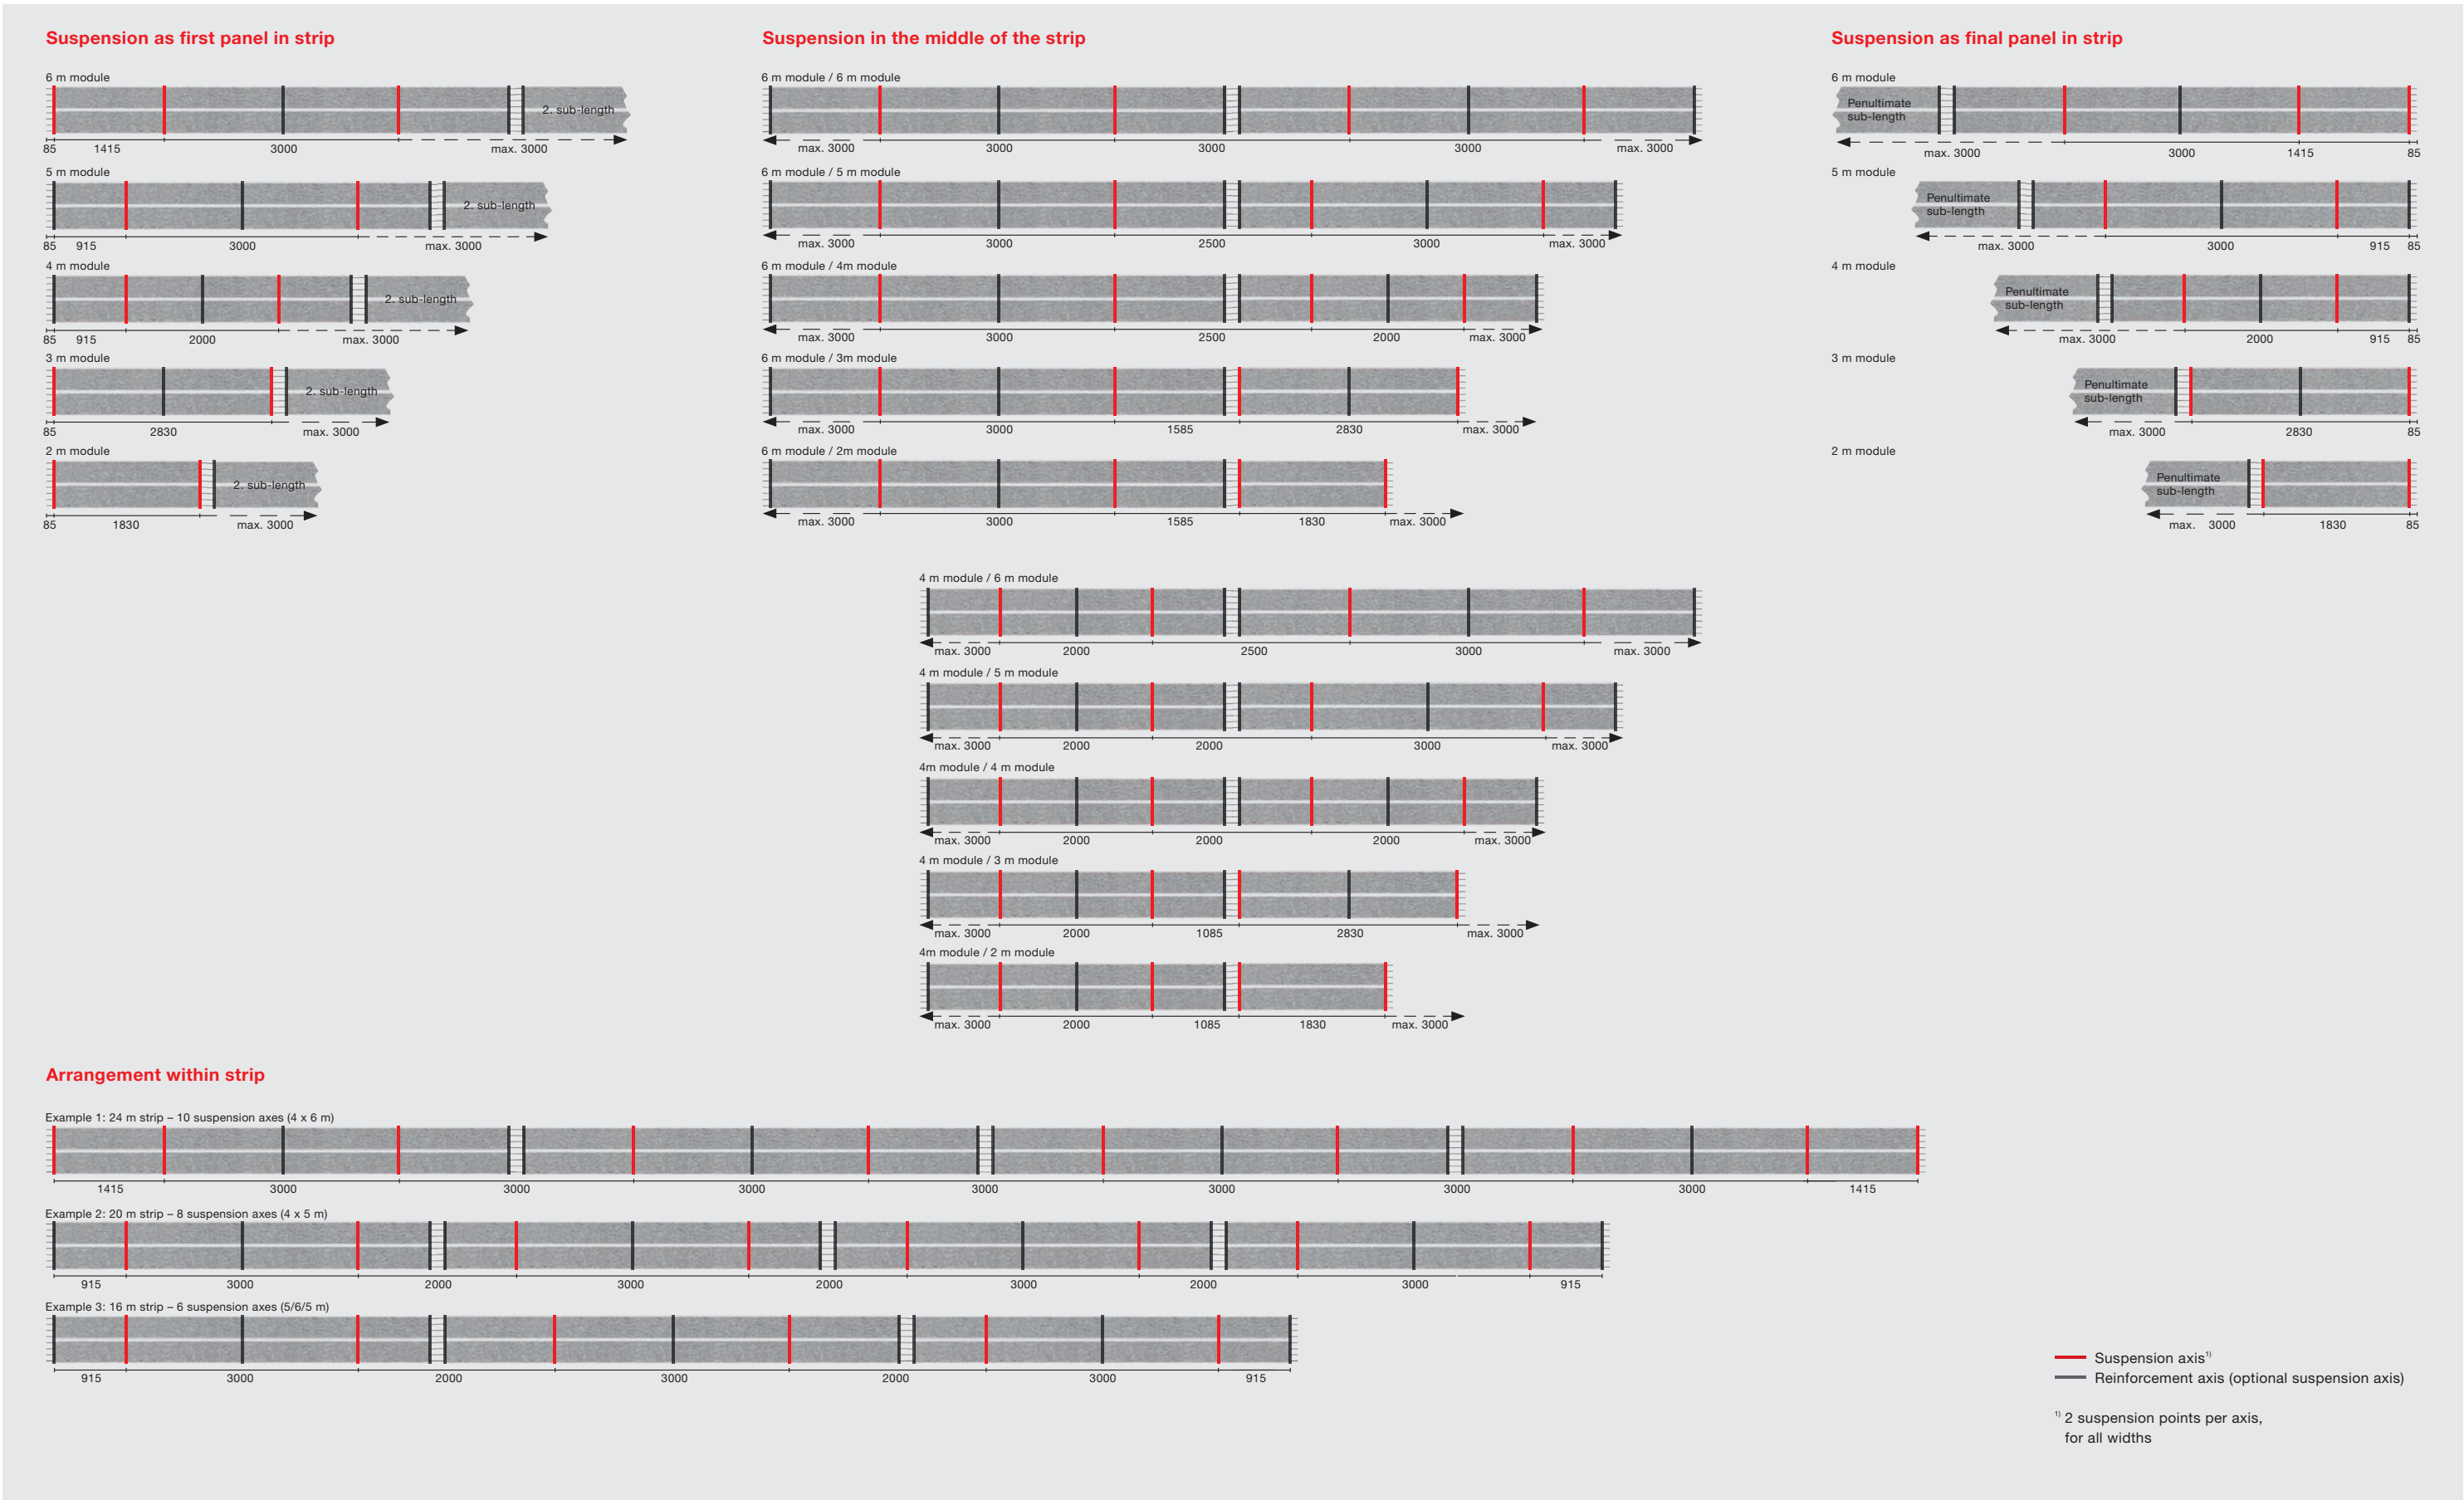 Suspension as first panel in strip
6 m module
2. sub-length
85 1415 3000 max. 3000
5 m module
2. sub-length
85 915 3000 max. 3000
4 m module
2. sub-length
85 915 2000 max. 3000
3 m module
2. sub-length
85 2830 max. 3000
2 m module
2. sub-length
85 1830 max. 3000
Suspension in the middle of the strip
6 m module / 6 m module
max. 3000 3000 3000 3000 max. 3000
6 m module / 5 m module
max. 3000 3000 2500 3000 max. 3000
6 m module / 4m module
max. 3000 3000 2500 2000 max. 3000
6 m module / 3m module
max. 3000 3000 1585 2830 max. 3000
6 m module / 2m module
max. 3000 3000 1585 1830 max. 3000
4 m module / 6 m module
max. 3000 2000 2500 3000 max. 3000
4 m module / 5 m module
max. 3000 2000 2000 3000 max. 3000
4m module / 4 m module
max. 3000 2000 2000 2000 max. 3000
4 m module / 3 m module
max. 3000 2000 1085 2830 max. 3000
4m module / 2 m module
max. 3000 2000 1085 1830 max. 3000
Suspension as final panel in strip
6 m module
Penultimate
sub-length
max. 3000 3000 1415 85
5 m module
Penultimate
sub-length
max. 3000 3000 915 85
4 m module
Penultimate
sub-length
max. 3000 2000 915 85
3 m module
Penultimate
sub-length
max. 3000 2830 85
2 m module
Penultimate
sub-length
max. 3000 1830 85
Arrangement within strip
Example 1: 24 m strip – 10 suspension axes (4 x 6 m)
1415 3000 3000 3000 3000 3000 3000 3000 1415
Example 2: 20 m strip – 8 suspension axes (4 x 5 m)
915 3000 2000 3000 2000 3000 2000 3000 915
Example 3: 16 m strip – 6 suspension axes (5/6/5 m)
915 3000 2000 3000 2000 3000 915
Suspension axis¹⁾
Reinforcement axis (optional suspension axis)
¹⁾ 2 suspension points per axis,
for all widths